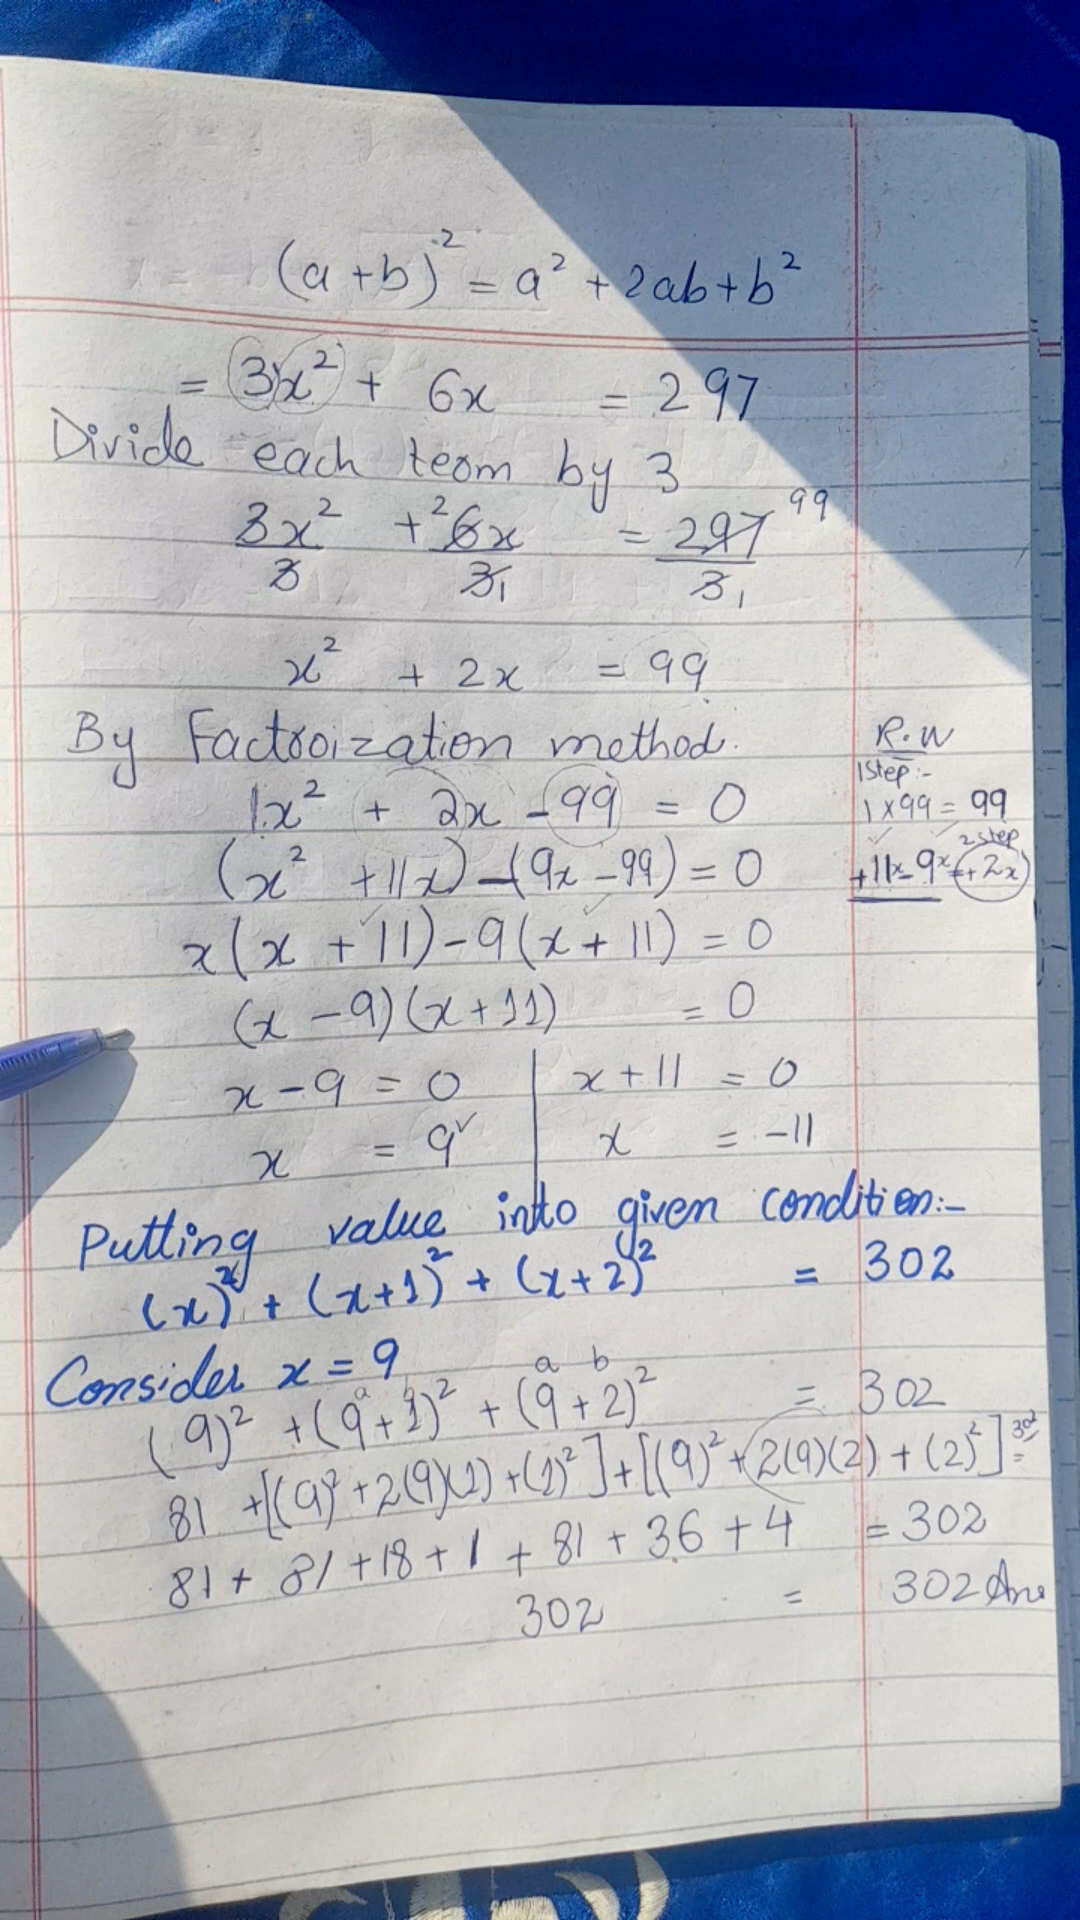 (a+b)² = a² + 2ab + b²
= 3x² + 6x = 297
Divide each term by 3
3x²/3 + ²6x/3₁ = 297/3₁ ⁹⁹
x² + 2x = 99
By Factorization method.
R.W
1Step:-
1x² + 2x - 99 = 0
1×99 = 99
2step
(x² + 11x) - (9x - 99) = 0
+11x - 9x = +2x
x(x + 11) - 9(x + 11) = 0
(x - 9)(x + 11) = 0
x - 9 = 0 | x + 11 = 0
x = 9✓ | x = -11
Putting value into given condition:-
(x)² + (x+1)² + (x+2)² = 302
Consider x = 9
a b
(9)² + (9+1)² + (9+2)² = 302
81 + [(9)² + 2(9)(1) + (1)²] + [(9)² + 2(9)(2) + (2)²] = 302
81 + 81 + 18 + 1 + 81 + 36 + 4 = 302
302 = 302 Ans